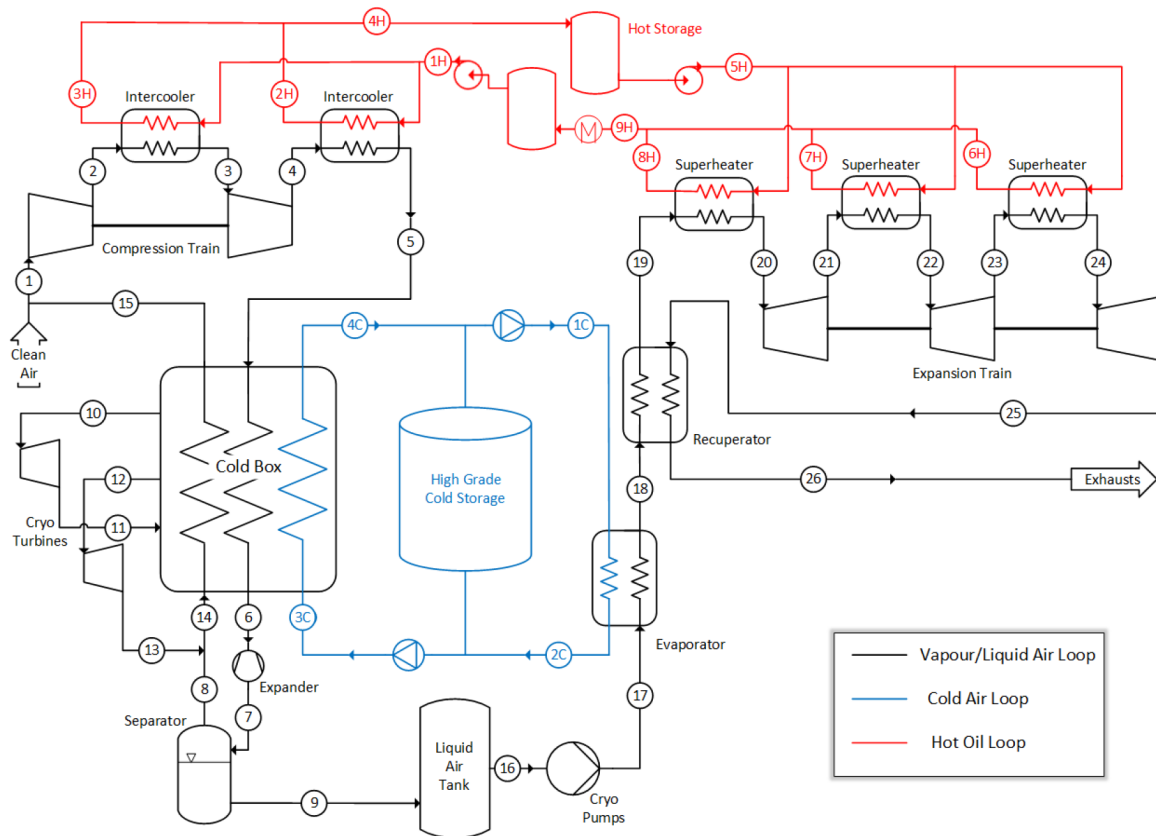 4H
Hot Storage
1H
5H
3H
2H
Intercooler
Intercooler
M
9H
8H
7H
6H
Superheater
Superheater
Superheater
2
3
4
Compression Train
5
1
19
20
21
22
23
24
15
4C
1C
Clean
Air
Expansion Train
10
25
Recuperator
Cold Box
High Grade
Cold Storage
12
26
Exhausts
18
11
Cryo
Turbines
14
6
3C
13
2C
Evaporator
Vapour/Liquid Air Loop
8
Expander
17
Cold Air Loop
Separator
7
Hot Oil Loop
Liquid
Air
Tank
16
9
Cryo
Pumps